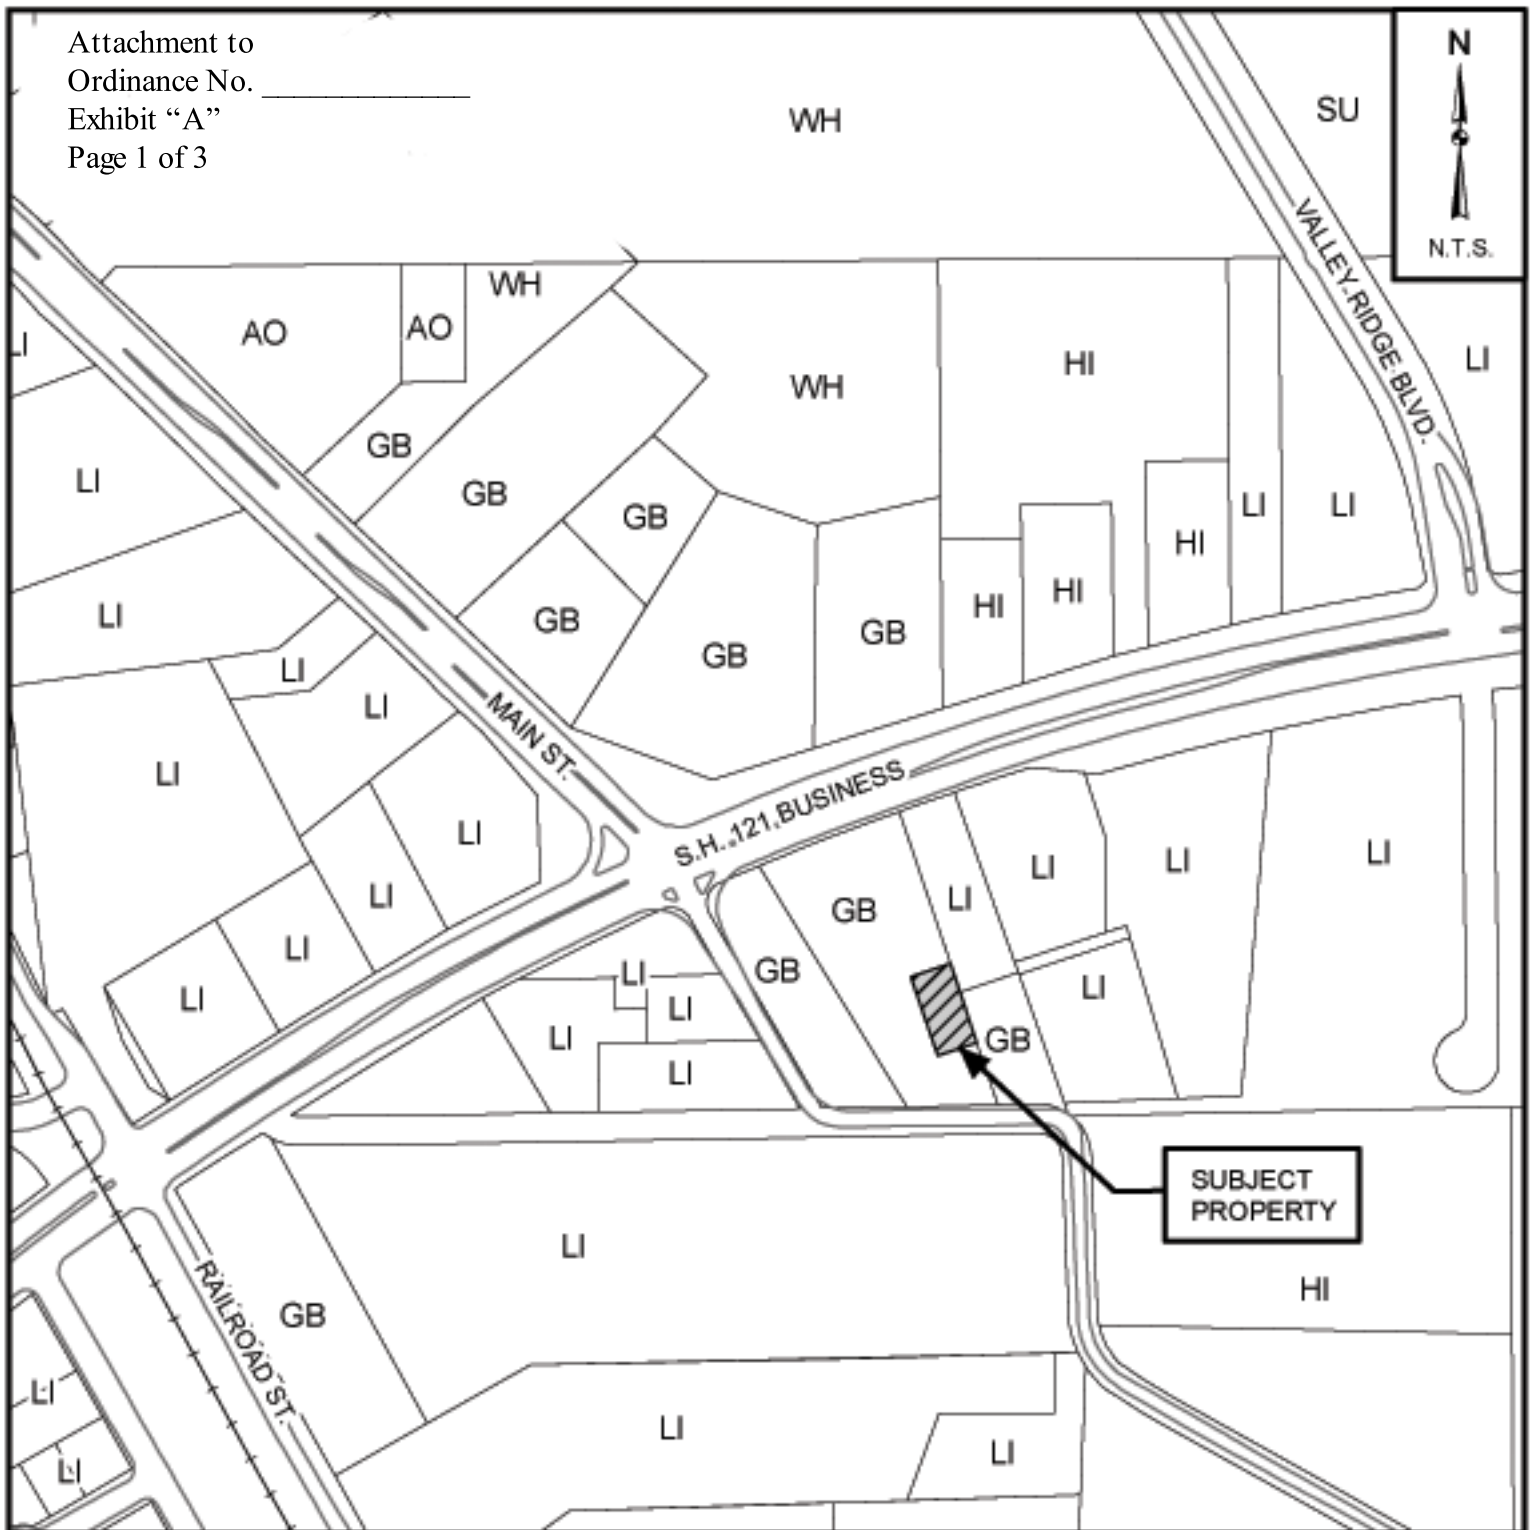 Attachment to
Ordinance No. _____________
Exhibit “A”
Page 1 of 3
N
N.T.S.
WH
SU
VALLEY RIDGE BLVD.
WH
AO
AO
LI
WH
HI
LI
GB
LI
GB
GB
LI
LI
HI
HI
HI
LI
GB
GB
GB
LI
LI
MAIN ST.
LI
S.H. 121 BUSINESS
LI
LI
LI
LI
LI
LI
GB
LI
LI
LI
GB
LI
LI
LI
LI
GB
LI
SUBJECT
PROPERTY
LI
HI
RAILROAD ST.
GB
LI
LI
LI
LI